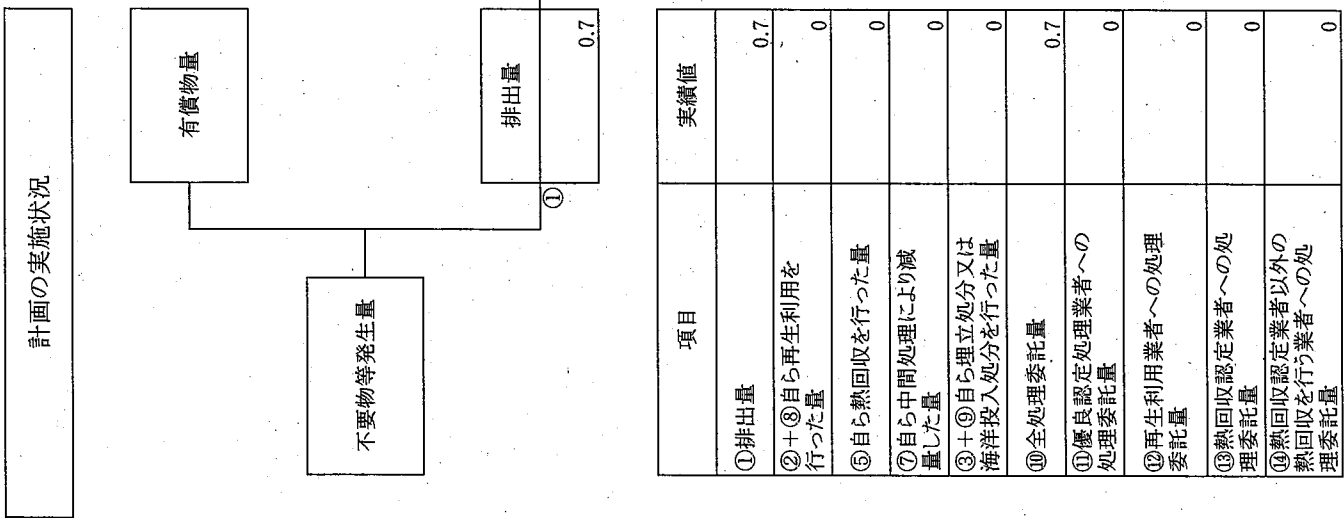 計画の実施状況
有償物量
不要物等発生量
①
排出量
0.7
項目
実績値
①排出量
0.7
②+⑧自ら再生利用を
行った量
0
⑤自ら熱回収を行った量
0
⑦自ら中間処理により減
量した量
0
③+⑨自ら埋立処分又は
海洋投入処分を行った量
0
⑩全処理委託量
0.7
⑪優良認定処理業者への
処理委託量
0
⑫再生利用業者への処理
委託量
0
⑬熱回収認定業者への処
理委託量
0
⑭熱回収認定業者以外の
熱回収を行う業者への処
理委託量
0